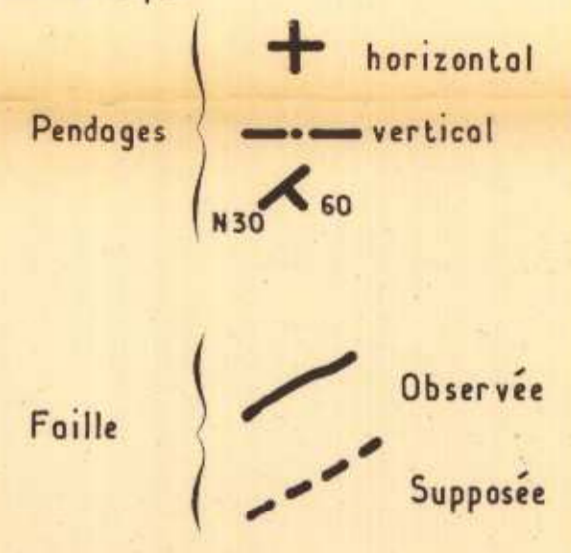 horizontal
Pendages
vertical
N30 60
Faille
Observée
Supposée